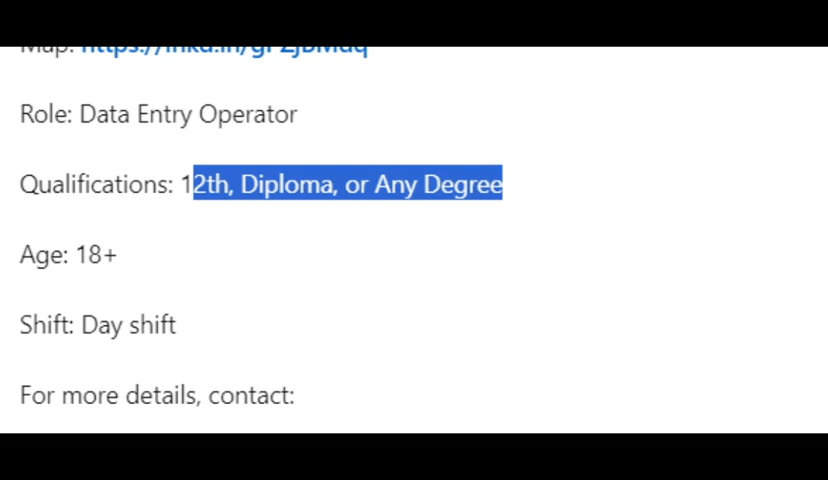 Role: Data Entry Operator
Qualifications: 12th, Diploma, or Any Degree
Age: 18+
Shift: Day shift
For more details, contact: